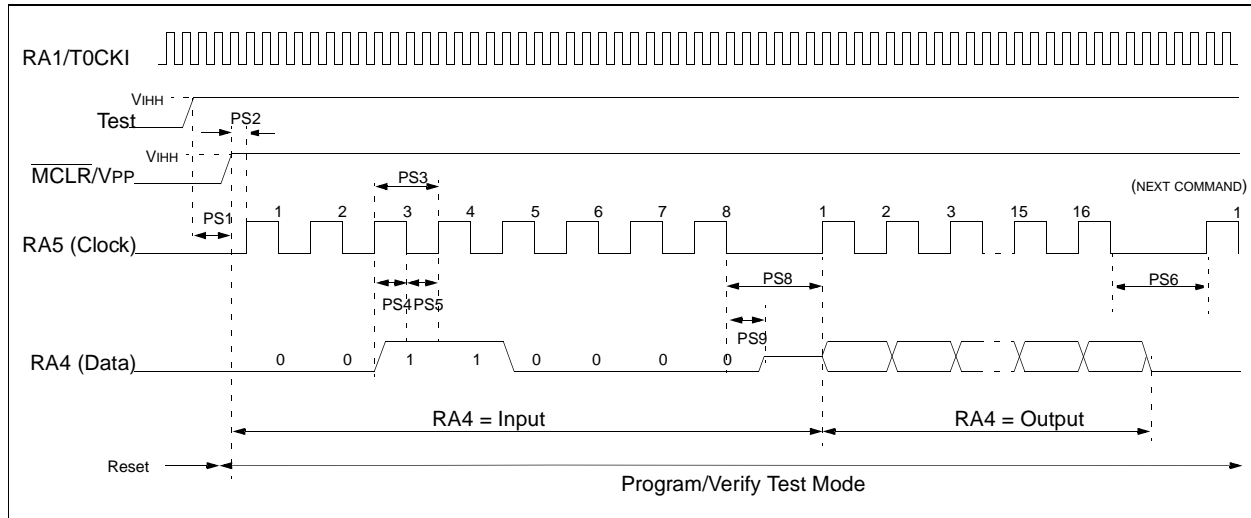 RA1/T0CKI
VIHH
Test
PS2
VIHH
MCLR/VPP
PS3
(NEXT COMMAND)
PS1
1 2 3 4 5 6 7 8 1 2 3 15 16 1
RA5 (Clock)
PS8
PS6
PS4 PS5
PS9
RA4 (Data)
0 0 1 1 0 0 0 0
RA4 = Input
RA4 = Output
Reset
Program/Verify Test Mode